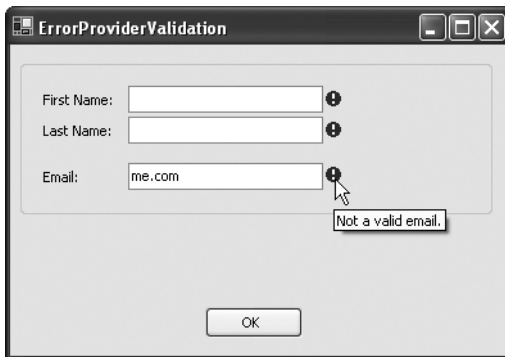 ErrorProviderValidation
First Name:
Last Name:
Email: me.com
Not a valid email.
OK